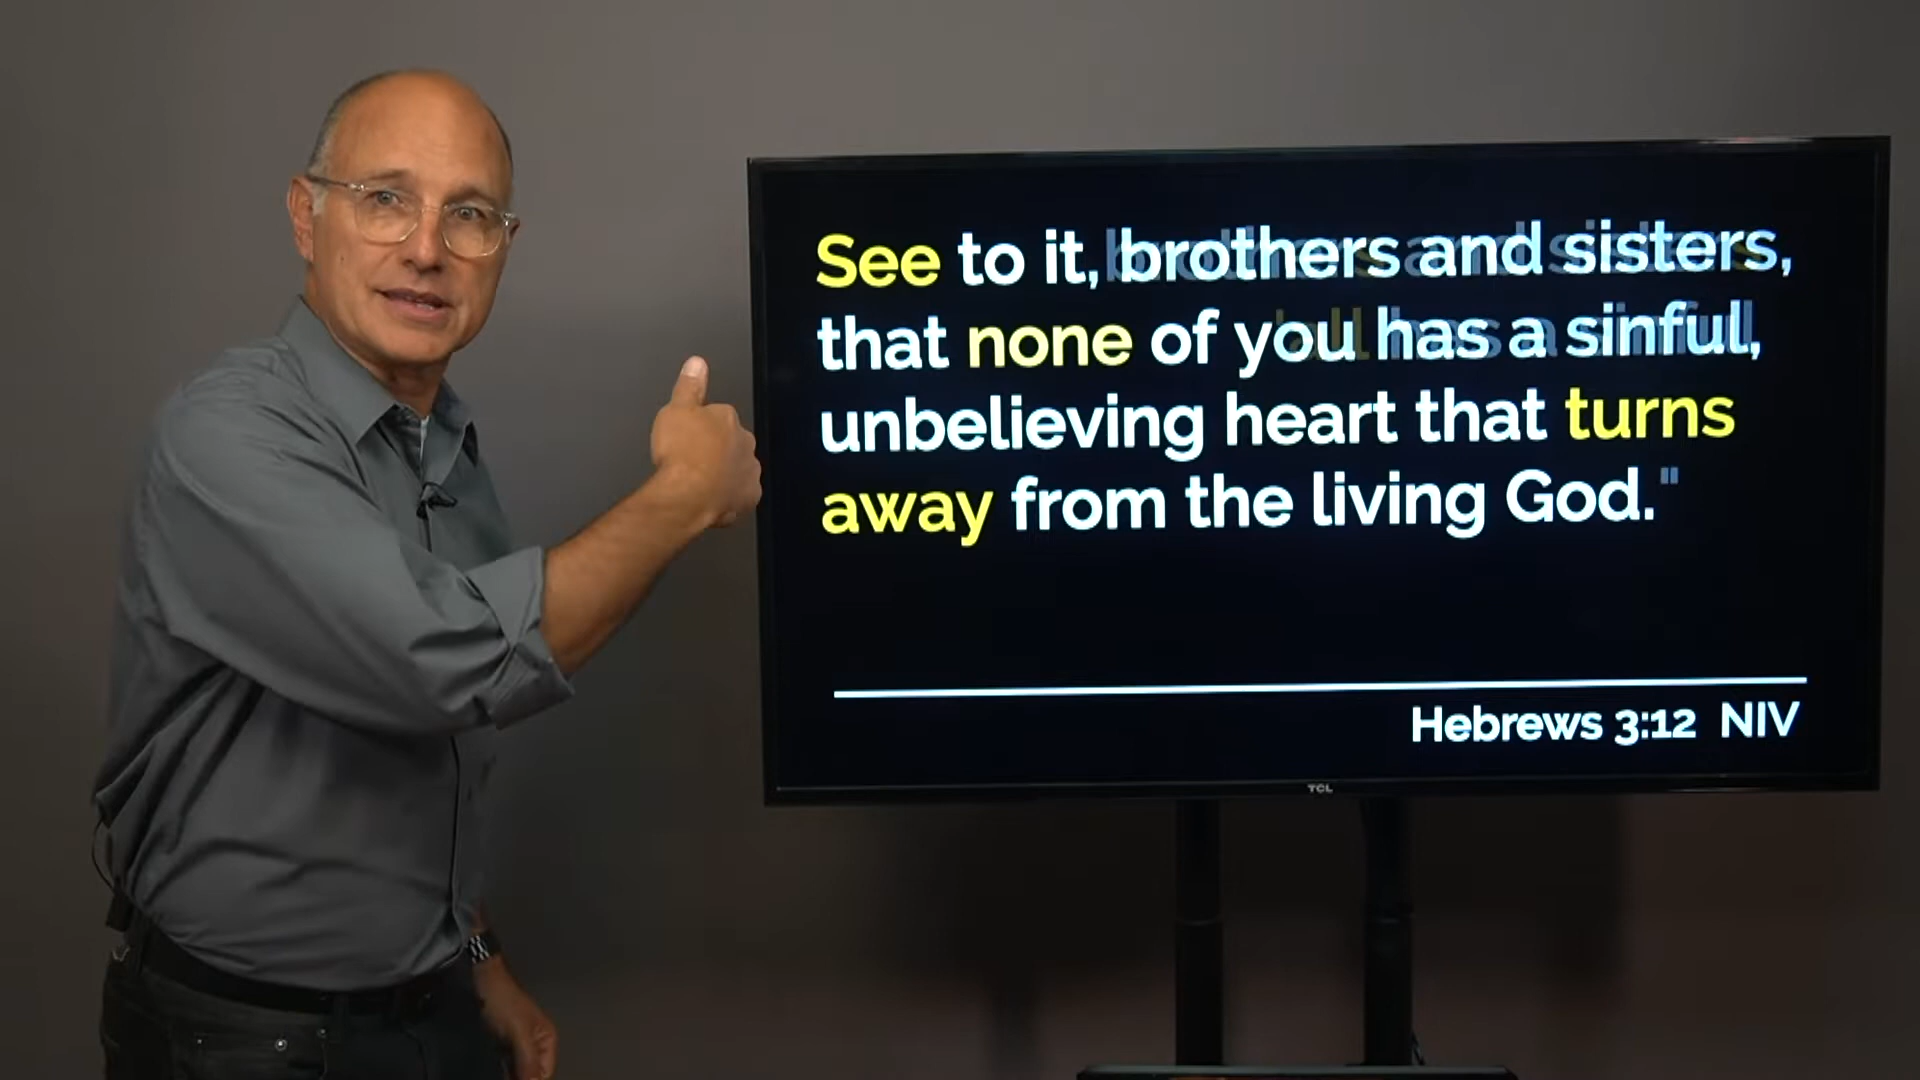 See to it, brothers and sisters,
that none of you has a sinful,
unbelieving heart that turns
away from the living God."
Hebrews 3:12 NIV
TCL